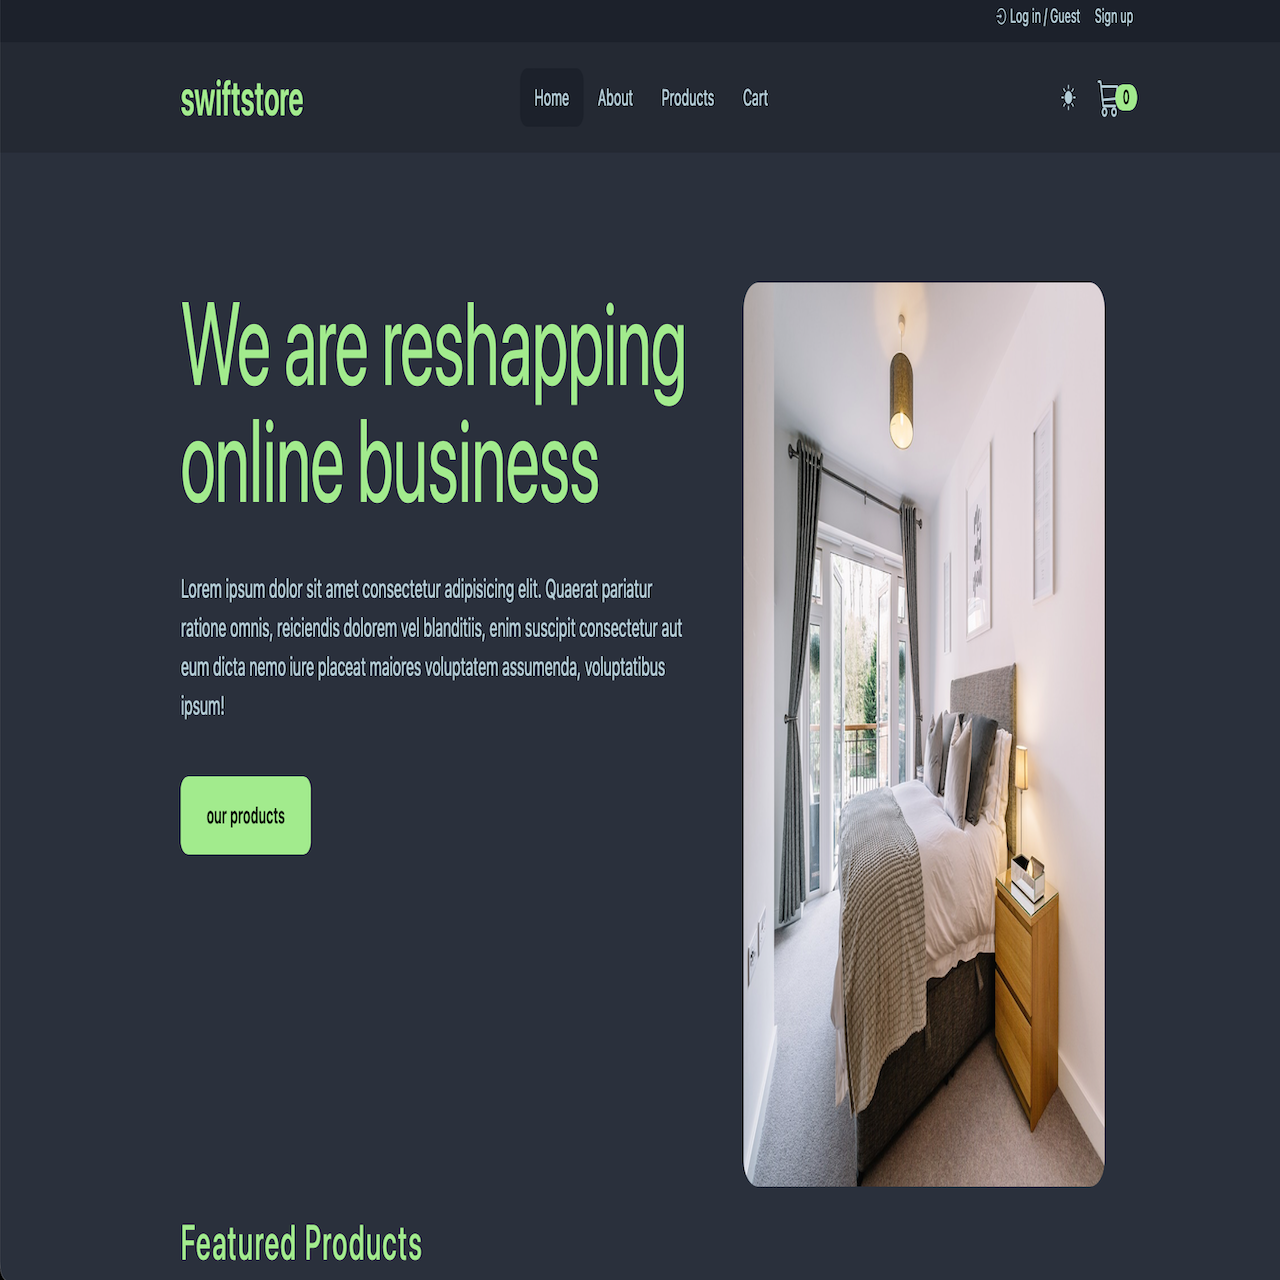 Log in / Guest Sign up
swiftstore Home About Products Cart 0
We are reshapping
online business
Lorem ipsum dolor sit amet consectetur adipisicing elit. Quaerat pariatur
ratione omnis, reiciendis dolorem vel blanditiis, enim suscipit consectetur aut
eum dicta nemo iure placeat maiores voluptatem assumenda, voluptatibus
ipsum!
our products
Featured Products